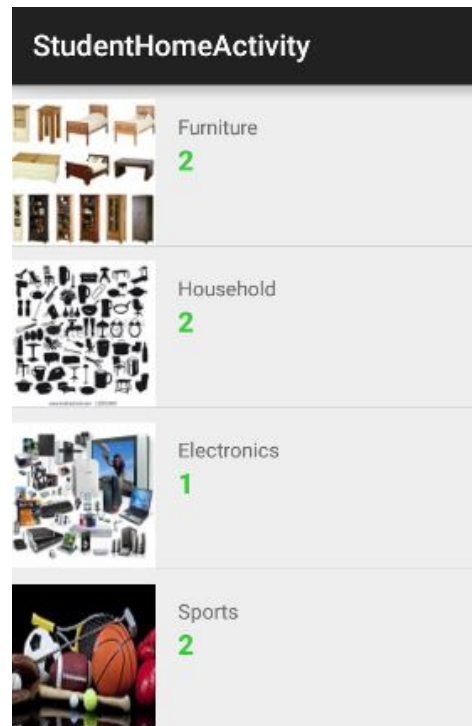 StudentHomeActivity
Furniture
2
Household
2
Electronics
1
Sports
2